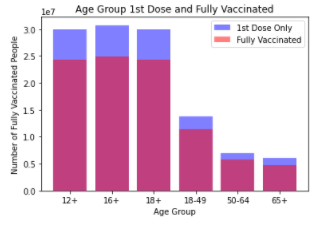 Age Group 1st Dose and Fully Vaccinated
1e7
1st Dose Only
Fully Vaccinated
Number of Fully Vaccinated People
3.0
2.5
2.0
1.5
1.0
0.5
0.0
12+ 16+ 18+ 18-49 50-64 65+
Age Group